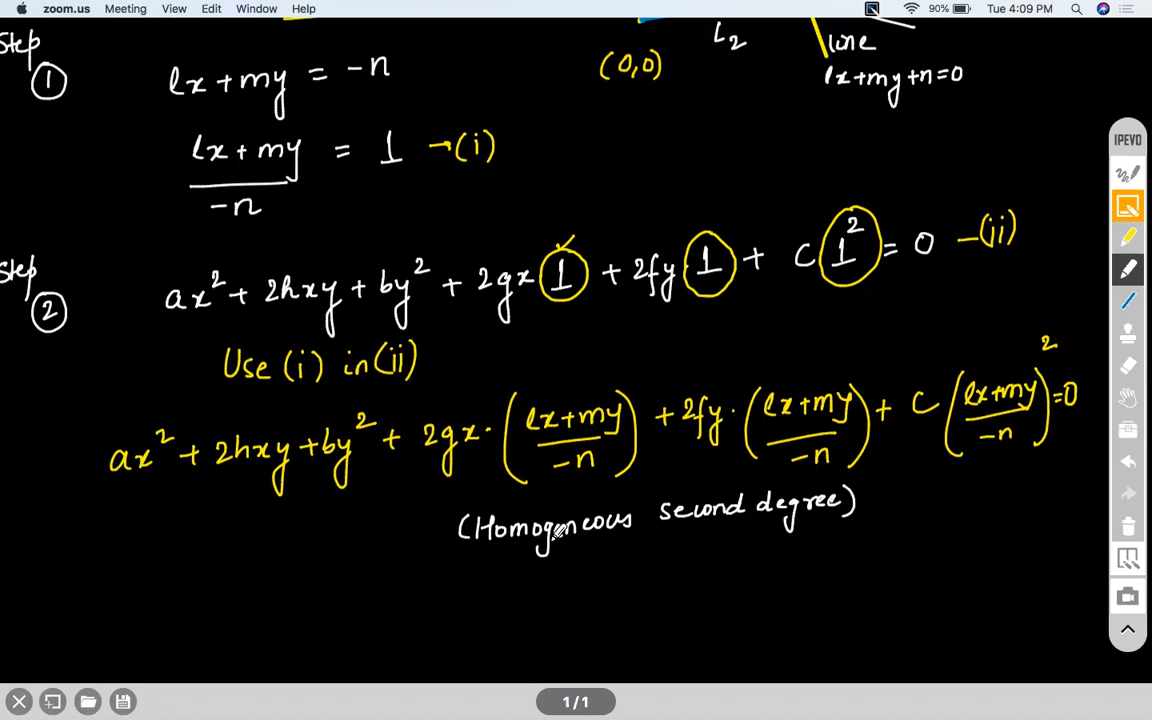 zoom.us Meeting View Edit Window Help 90% Tue 4:09 PM
Step
①
lx+my = -n
(0,0)
L₂
line
lx+my+n=0
(lx+my)/-n = 1 →(i)
IPEVO
Step
②
ax² + 2hxy + by² + 2gx 1 + 2fy 1 + c 1² = 0 -(ii)
Use (i) in (ii)
ax² + 2hxy + by² + 2gx·((lx+my)/-n) + 2fy·((lx+my)/-n) + c((lx+my)/-n)² = 0
(Homogeneous second degree)
1/1